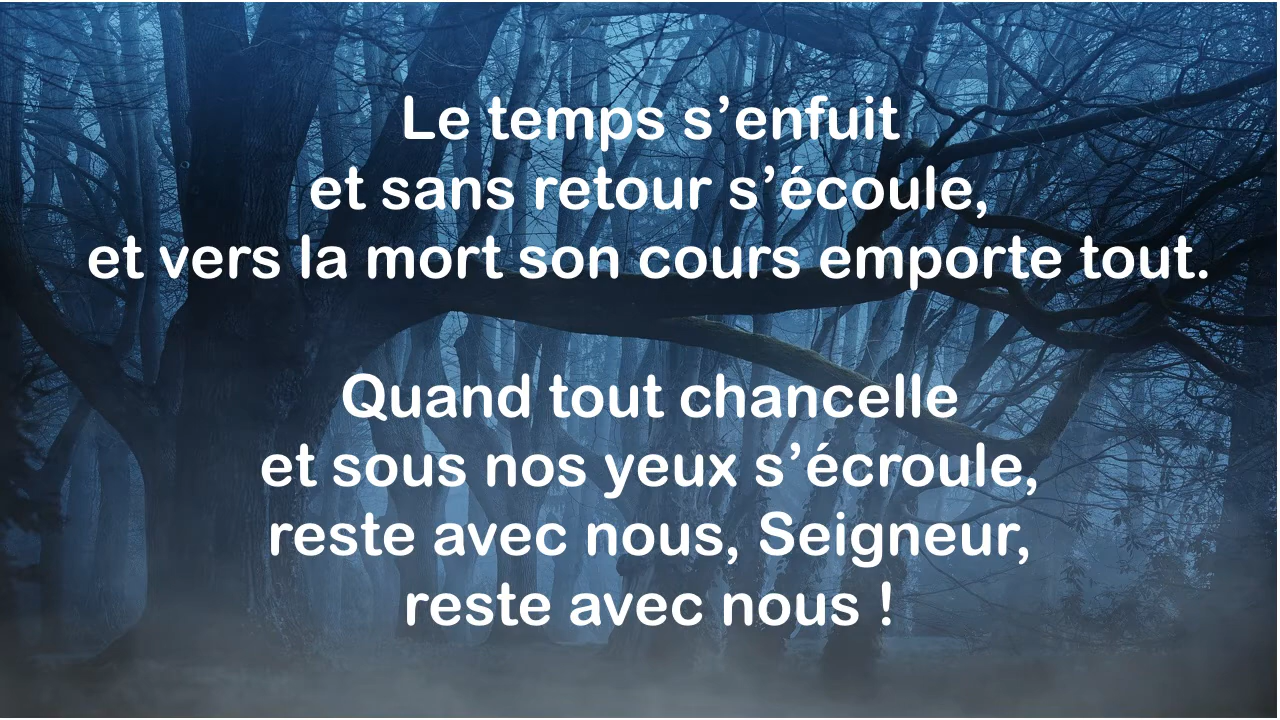 Le temps s’enfuit
et sans retour s’écoule,
et vers la mort son cours emporte tout.
Quand tout chancelle
et sous nos yeux s’écroule,
reste avec nous, Seigneur,
reste avec nous !